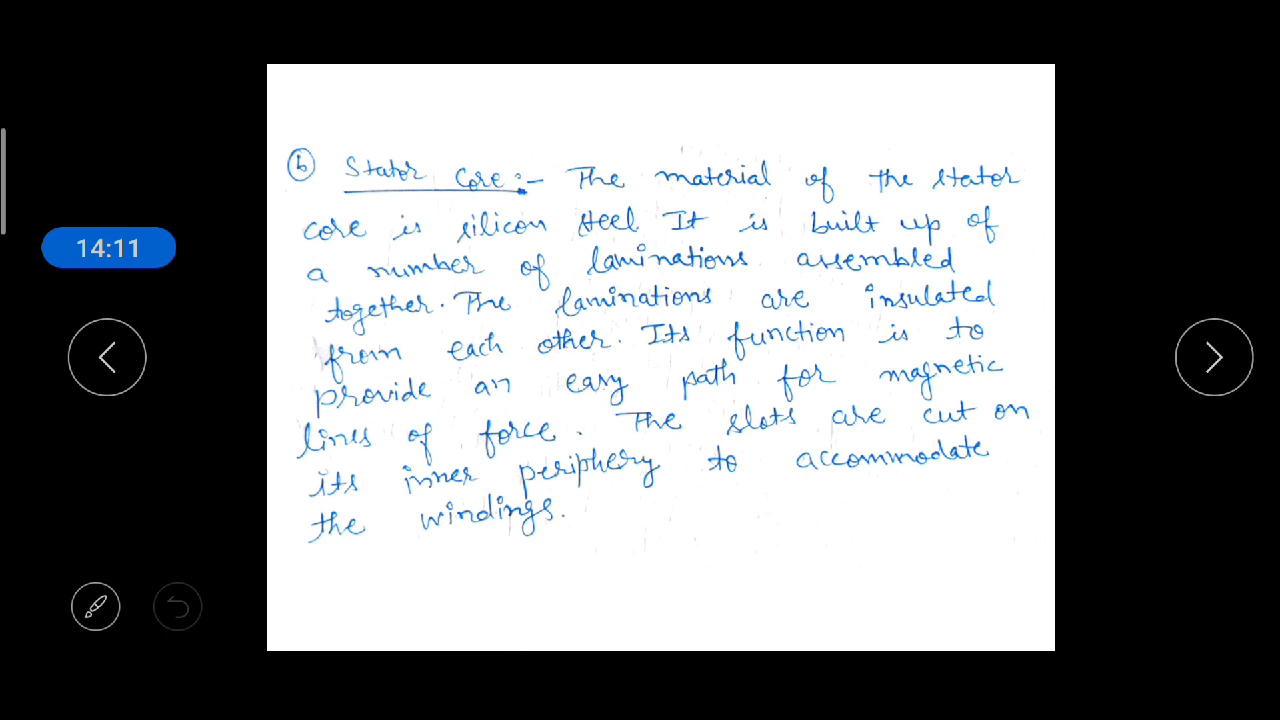 ⓑ Stator Core:- The material of the stator
core is silicon steel It is built up of
a number of laminations assembled
together. The laminations are insulated
from each other. Its function is to
provide an easy path for magnetic
lines of force. The slots are cut on
its inner periphery to accommodate
the windings.
14:11